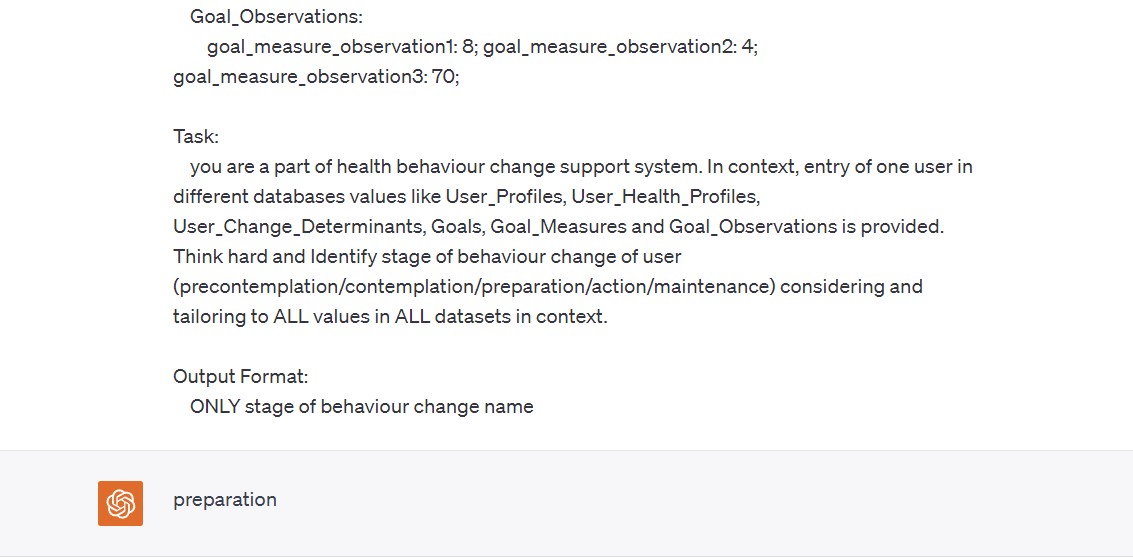 Goal_Observations:
goal_measure_observation1: 8; goal_measure_observation2: 4;
goal_measure_observation3: 70;
Task:
you are a part of health behaviour change support system. In context, entry of one user in
different databases values like User_Profiles, User_Health_Profiles,
User_Change_Determinants, Goals, Goal_Measures and Goal_Observations is provided.
Think hard and Identify stage of behaviour change of user
(precontemplation/contemplation/preparation/action/maintenance) considering and
tailoring to ALL values in ALL datasets in context.
Output Format:
ONLY stage of behaviour change name
preparation